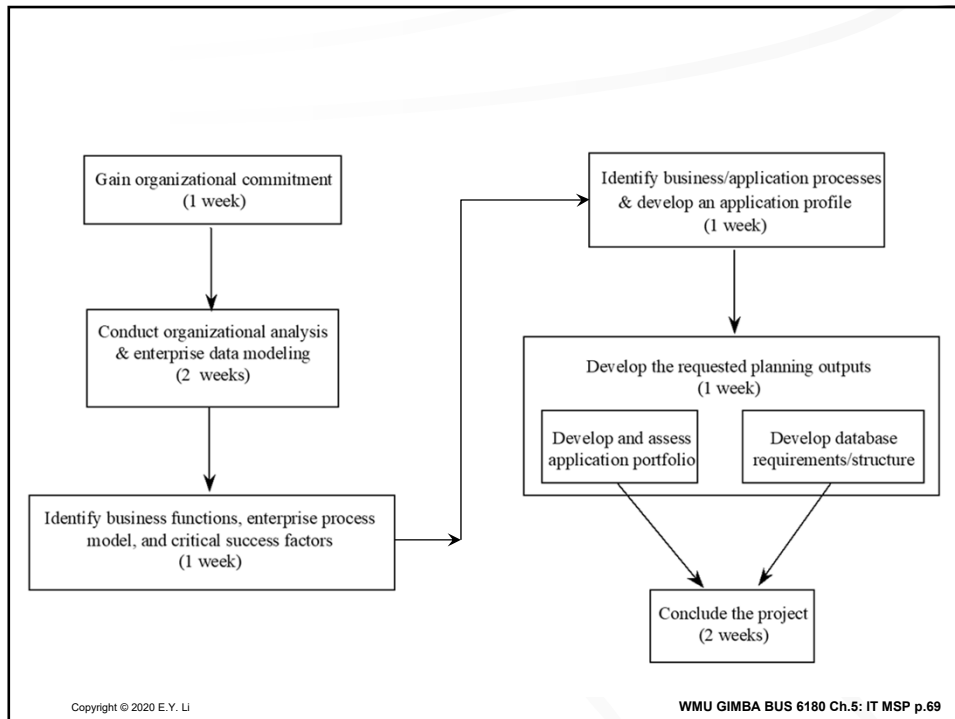 Gain organizational commitment
(1 week)
Conduct organizational analysis
& enterprise data modeling
(2 weeks)
Identify business functions, enterprise process
model, and critical success factors
(1 week)
Identify business/application processes
& develop an application profile
(1 week)
Develop the requested planning outputs
(1 week)
Develop and assess
application portfolio
Develop database
requirements/structure
Conclude the project
(2 weeks)
Copyright © 2020 E.Y. Li
WMU GIMBA BUS 6180 Ch.5: IT MSP p.69